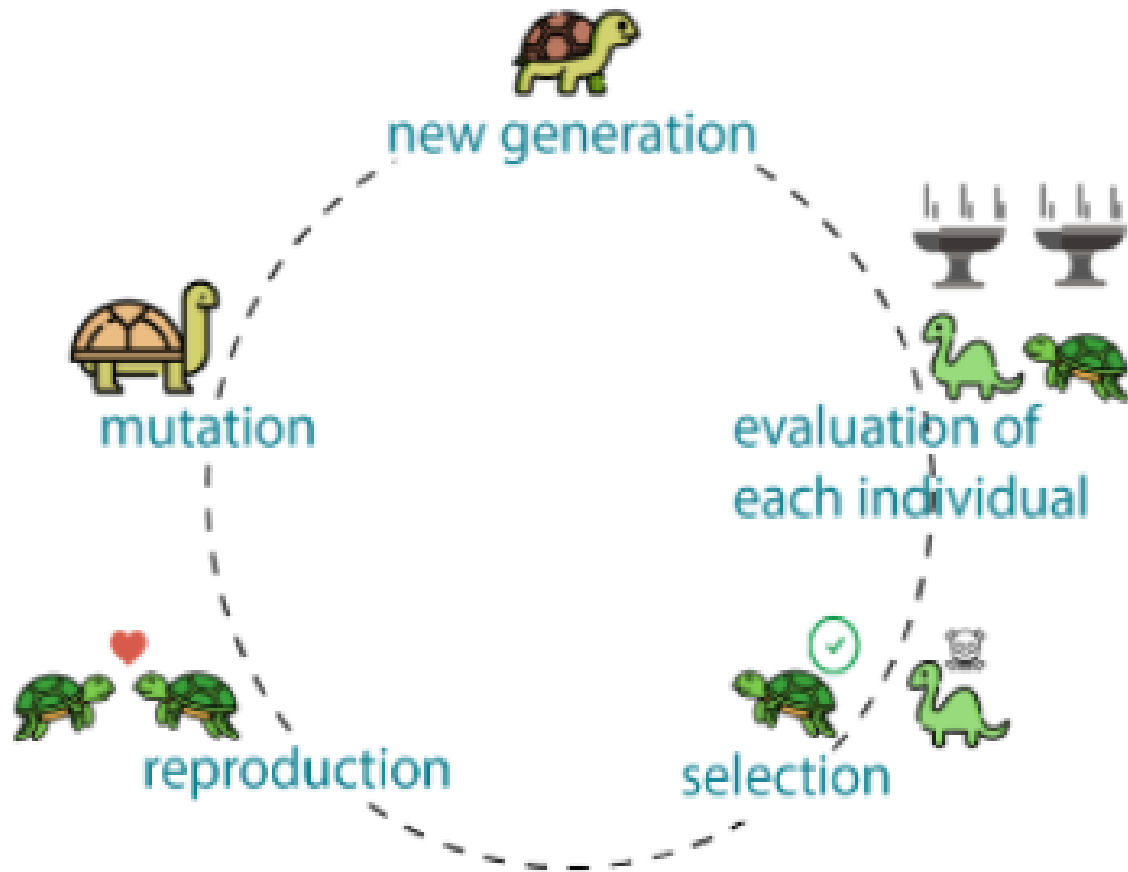 new generation
evaluation of
each individual
selection
reproduction
mutation